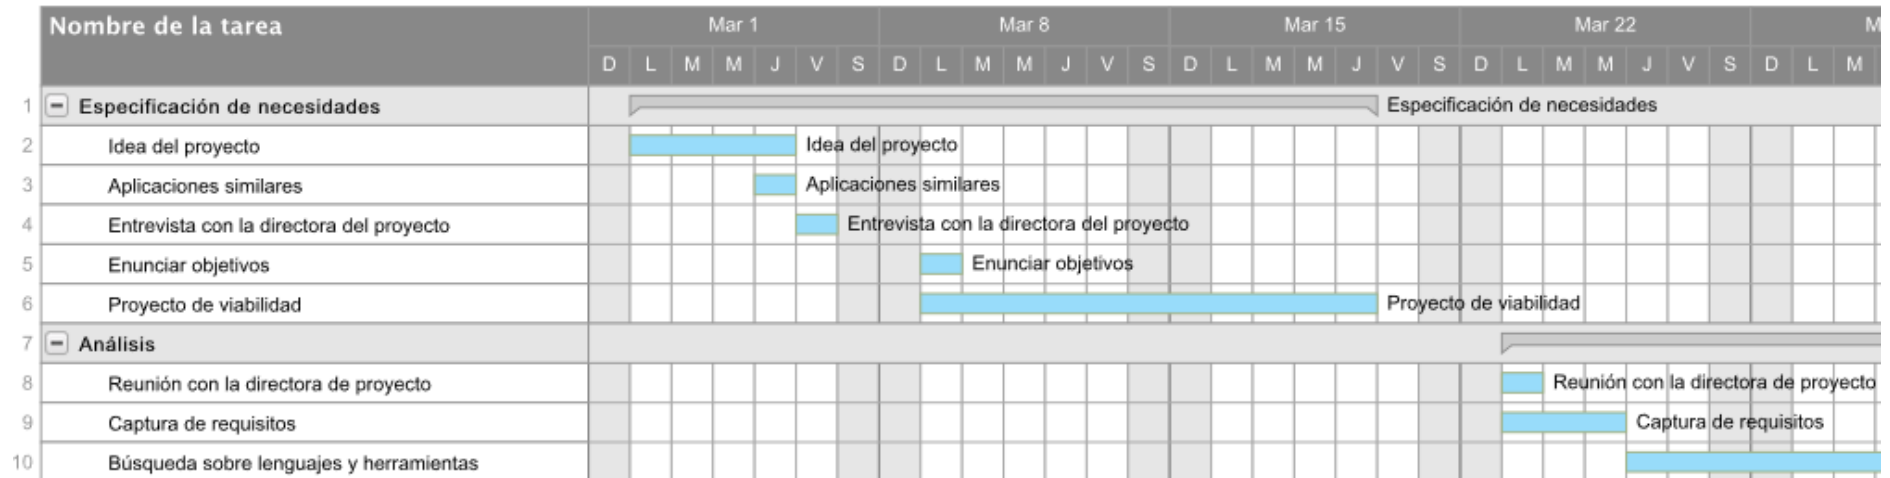 Nombre de la tarea
Mar 1 Mar 8 Mar 15 Mar 22 M
D L M M J V S D L M M J V S D L M M J V S D L M M J V S D L M
1 Especificación de necesidades Especificación de necesidades
2 Idea del proyecto Idea del proyecto
3 Aplicaciones similares Aplicaciones similares
4 Entrevista con la directora del proyecto Entrevista con la directora del proyecto
5 Enunciar objetivos Enunciar objetivos
6 Proyecto de viabilidad Proyecto de viabilidad
7 Análisis
8 Reunión con la directora de proyecto Reunión con la directora de proyecto
9 Captura de requisitos Captura de requisitos
10 Búsqueda sobre lenguajes y herramientas